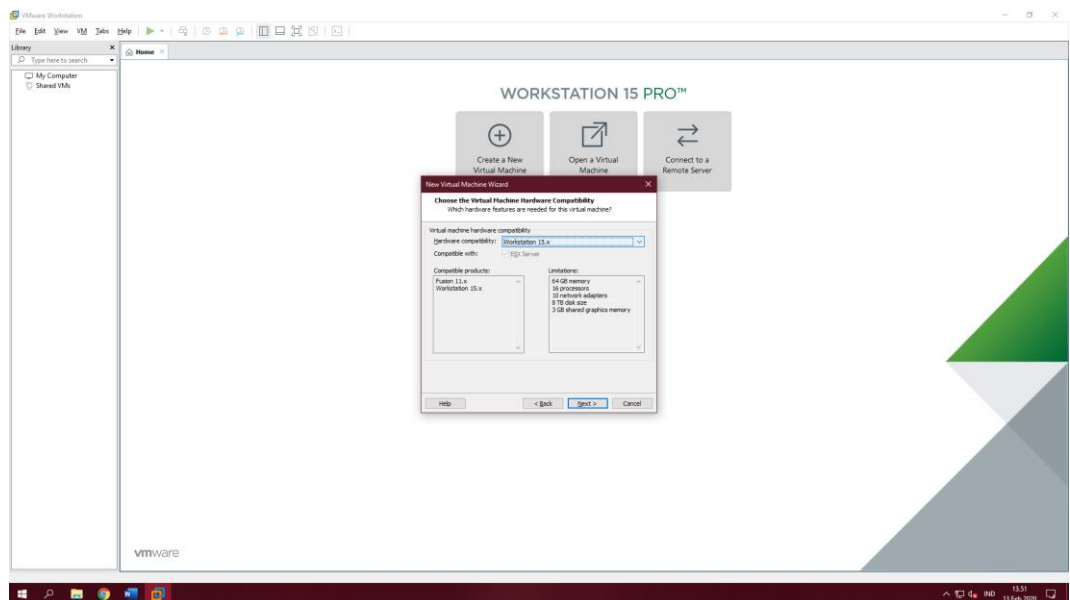 VMware Workstation
File Edit View VM Tabs Help
Library
Home
Type here to search
My Computer
Shared VMs
WORKSTATION 15 PRO™
Create a New
Virtual Machine
Open a Virtual
Machine
Connect to a
Remote Server
New Virtual Machine Wizard
Choose the Virtual Machine Hardware Compatibility
Which hardware features are needed for this virtual machine?
Virtual machine hardware compatibility
Hardware compatibility: Workstation 15.x
Compatible with: ESX Server
Compatible products:
Fusion 11.x
Workstation 15.x
Limitations:
64 GB memory
16 processors
10 network adapters
8 TB disk size
3 GB shared graphics memory
Help < Back Next > Cancel
vmware
IND 13.51
13 Feb 2020